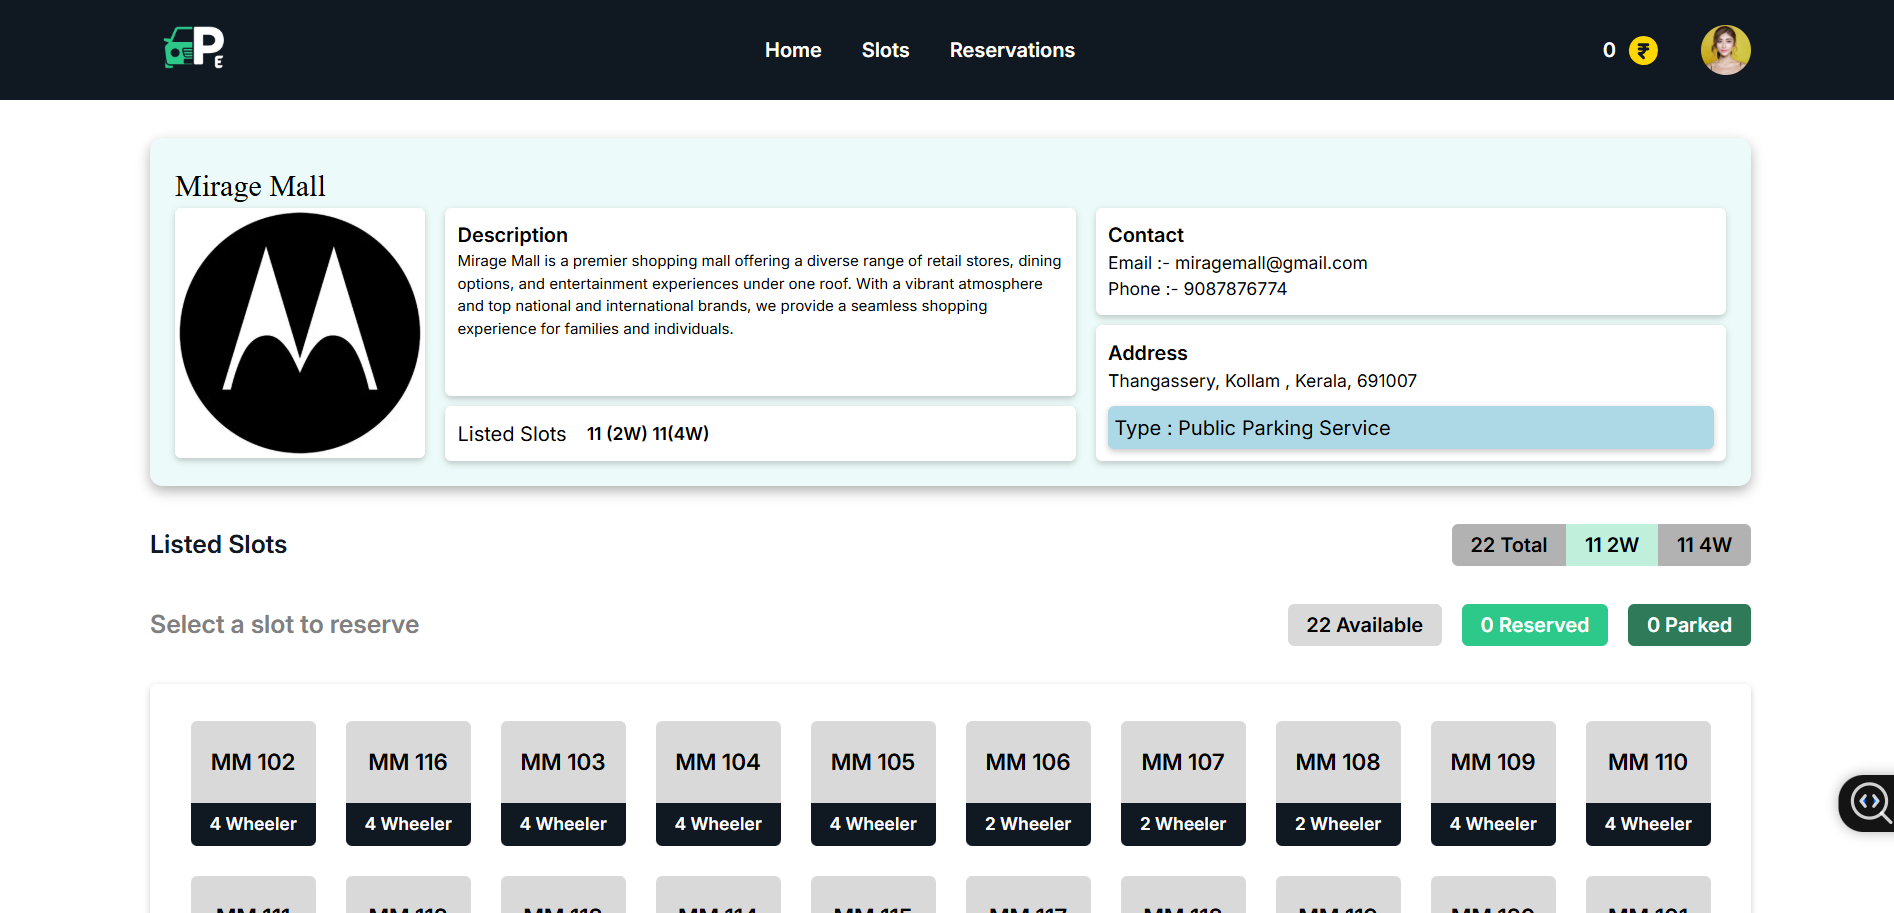 PE
Home Slots Reservations 0 ₹
Mirage Mall
Description
Mirage Mall is a premier shopping mall offering a diverse range of retail stores, dining
options, and entertainment experiences under one roof. With a vibrant atmosphere
and top national and international brands, we provide a seamless shopping
experience for families and individuals.
Listed Slots 11 (2W) 11(4W)
Contact
Email :- miragemall@gmail.com
Phone :- 9087876774
Address
Thangassery, Kollam , Kerala, 691007
Type : Public Parking Service
Listed Slots 22 Total 11 2W 11 4W
Select a slot to reserve 22 Available 0 Reserved 0 Parked
MM 102 MM 116 MM 103 MM 104 MM 105 MM 106 MM 107 MM 108 MM 109 MM 110
4 Wheeler 4 Wheeler 4 Wheeler 4 Wheeler 4 Wheeler 2 Wheeler 2 Wheeler 2 Wheeler 4 Wheeler 4 Wheeler